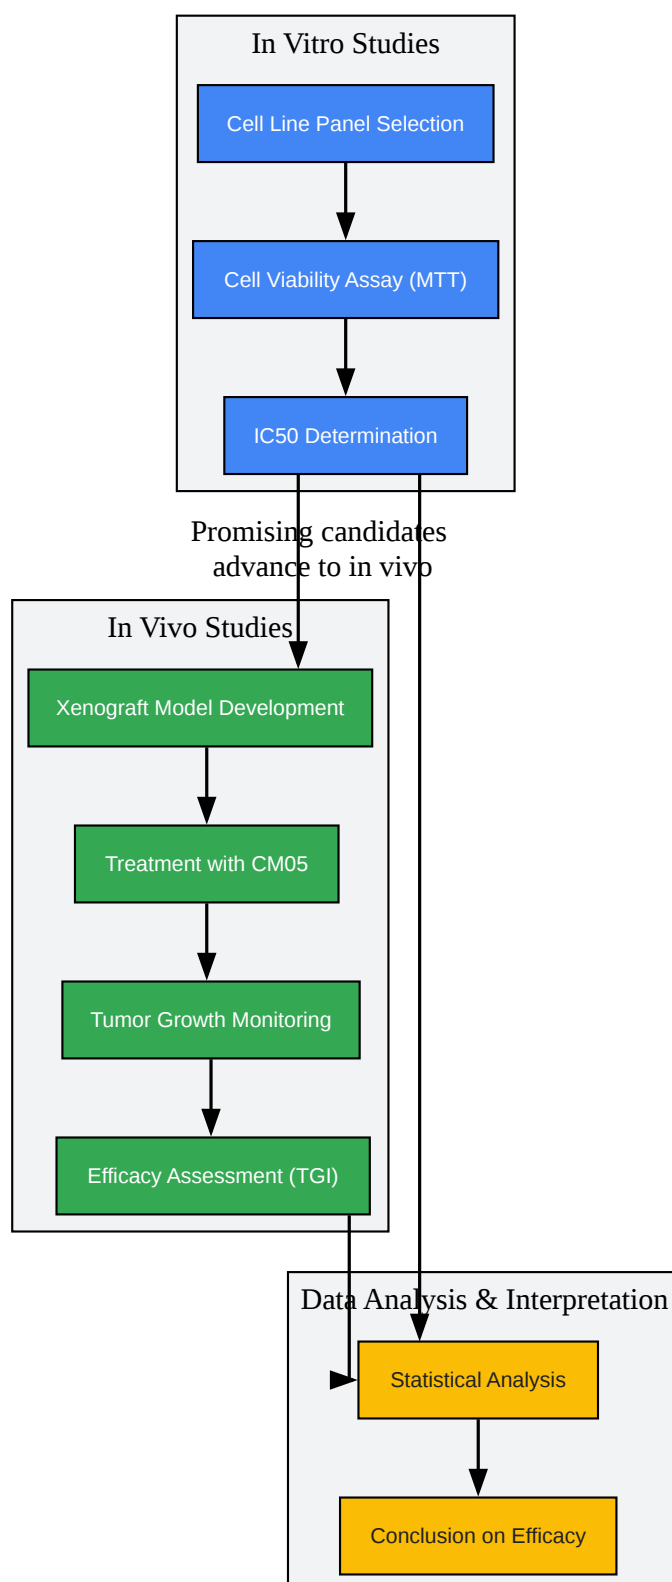 In Vitro Studies
Cell Line Panel Selection
Cell Viability Assay (MTT)
IC50 Determination
Promising candidates
advance to in vivo
In Vivo Studies
Xenograft Model Development
Treatment with CM05
Tumor Growth Monitoring
Efficacy Assessment (TGI)
Data Analysis & Interpretation
Statistical Analysis
Conclusion on Efficacy